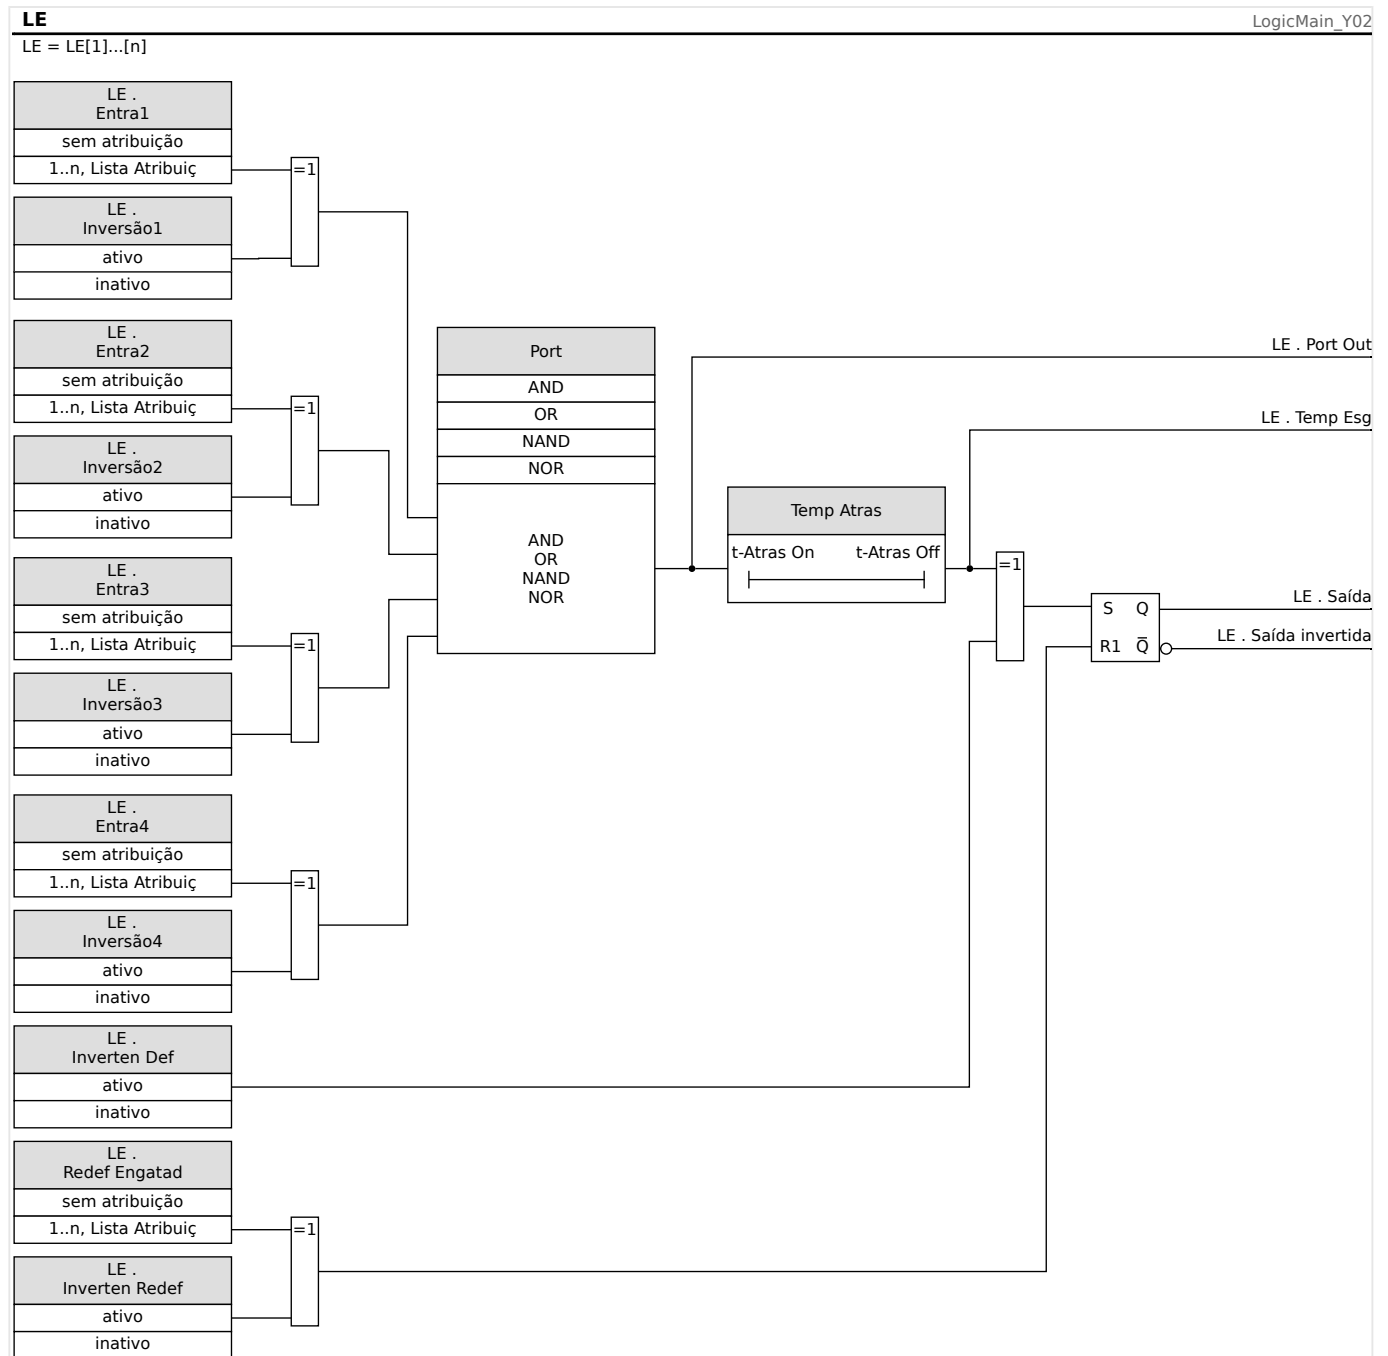 LE
LogicMain_Y02
LE = LE[1]...[n]
LE .
Entra1
sem atribuição
1..n, Lista Atribuiç
=1
LE .
Inversão1
ativo
inativo
LE .
Entra2
sem atribuição
1..n, Lista Atribuiç
=1
LE .
Inversão2
ativo
inativo
LE .
Entra3
sem atribuição
1..n, Lista Atribuiç
=1
LE .
Inversão3
ativo
inativo
LE .
Entra4
sem atribuição
1..n, Lista Atribuiç
=1
LE .
Inversão4
ativo
inativo
LE .
Inverten Def
ativo
inativo
LE .
Redef Engatad
sem atribuição
1..n, Lista Atribuiç
=1
LE .
Inverten Redef
ativo
inativo
Port
AND
OR
NAND
NOR
AND
OR
NAND
NOR
Temp Atras
t-Atras On t-Atras Off
=1
S Q
R1 Q̅
LE . Port Out
LE . Temp Esg
LE . Saída
LE . Saída invertida